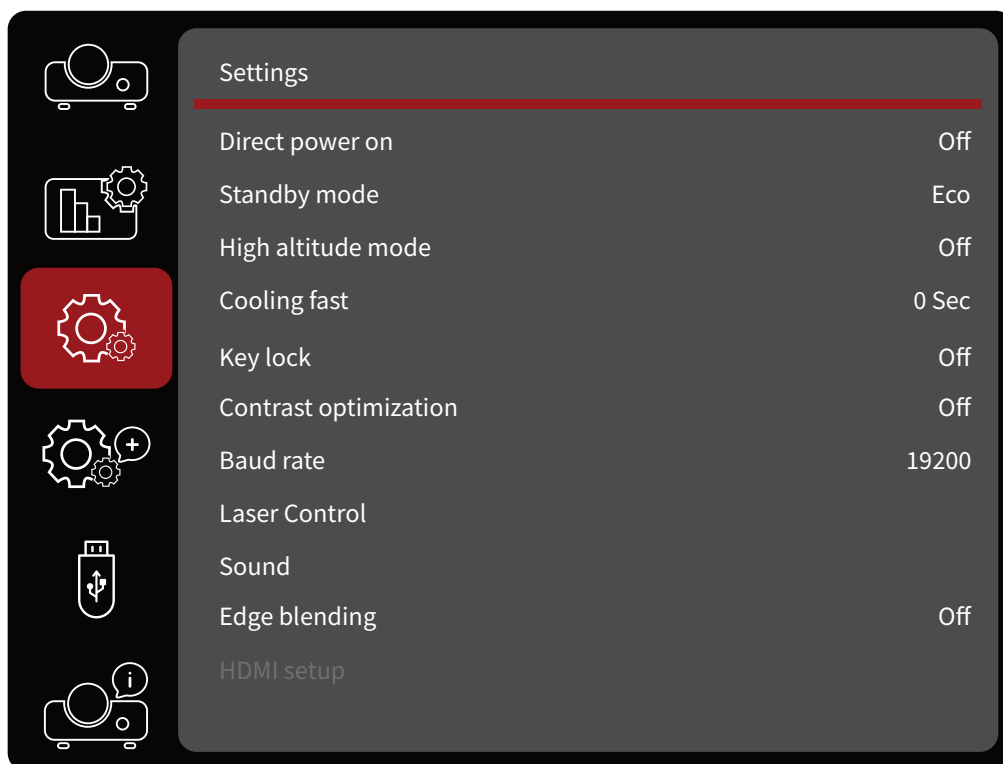 Settings
Direct power on Off
Standby mode Eco
High altitude mode Off
Cooling fast 0 Sec
Key lock Off
Contrast optimization Off
Baud rate 19200
Laser Control
Sound
Edge blending Off
HDMI setup